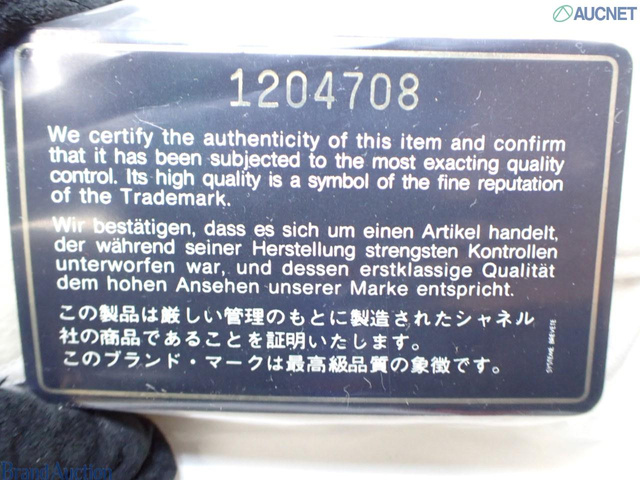 AUCNET
1204708
We certify the authenticity of this item and confirm
that it has been subjected to the most exacting quality
control. Its high quality is a symbol of the fine reputation
of the Trademark.
Wir bestätigen, dass es sich um einen Artikel handelt,
der während seiner Herstellung strengsten Kontrollen
unterworfen war, und dessen erstklassige Qualität
dem hohen Ansehen unserer Marke entspricht.
この製品は厳しい管理のもとに製造されたシャネル
社の商品であることを証明いたします。
このブランド・マークは最高級品質の象徴です。
SYSTEME BREVETE
Brand Auction